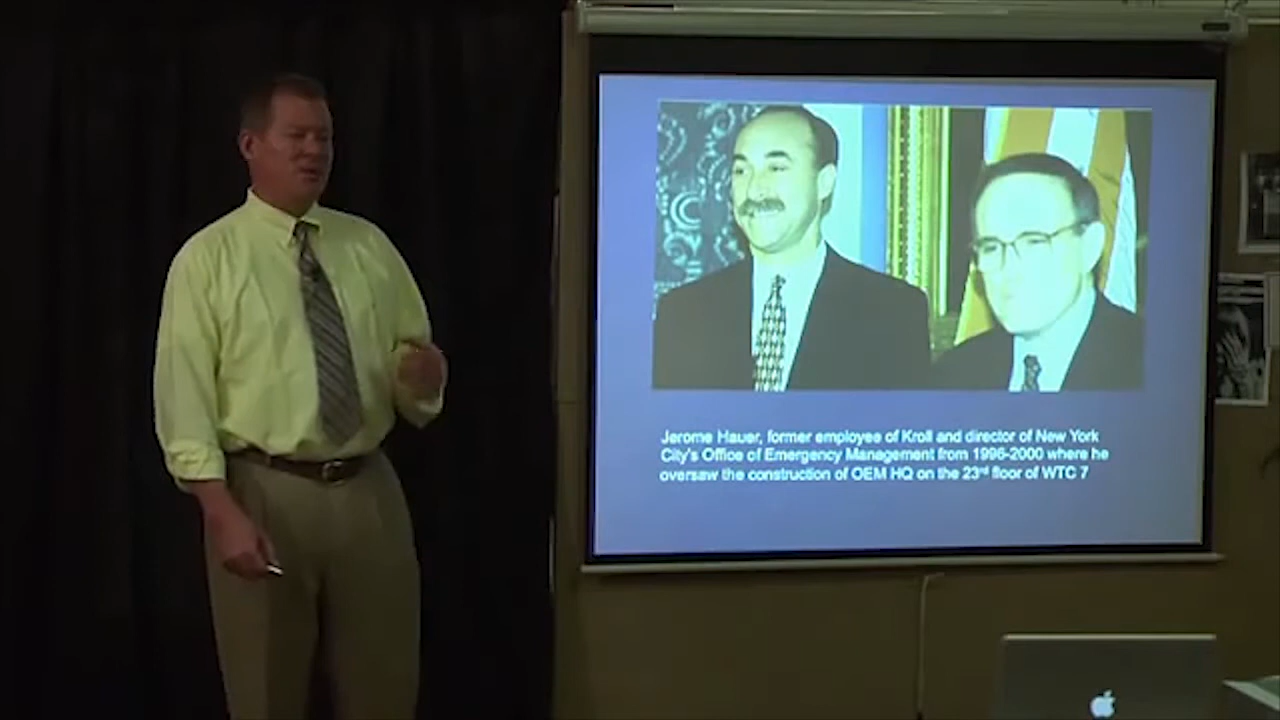 Jerome Hauer, former employee of Kroll and director of New York
City's Office of Emergency Management from 1996-2000 where he
oversaw the construction of OEM HQ on the 23rd floor of WTC 7